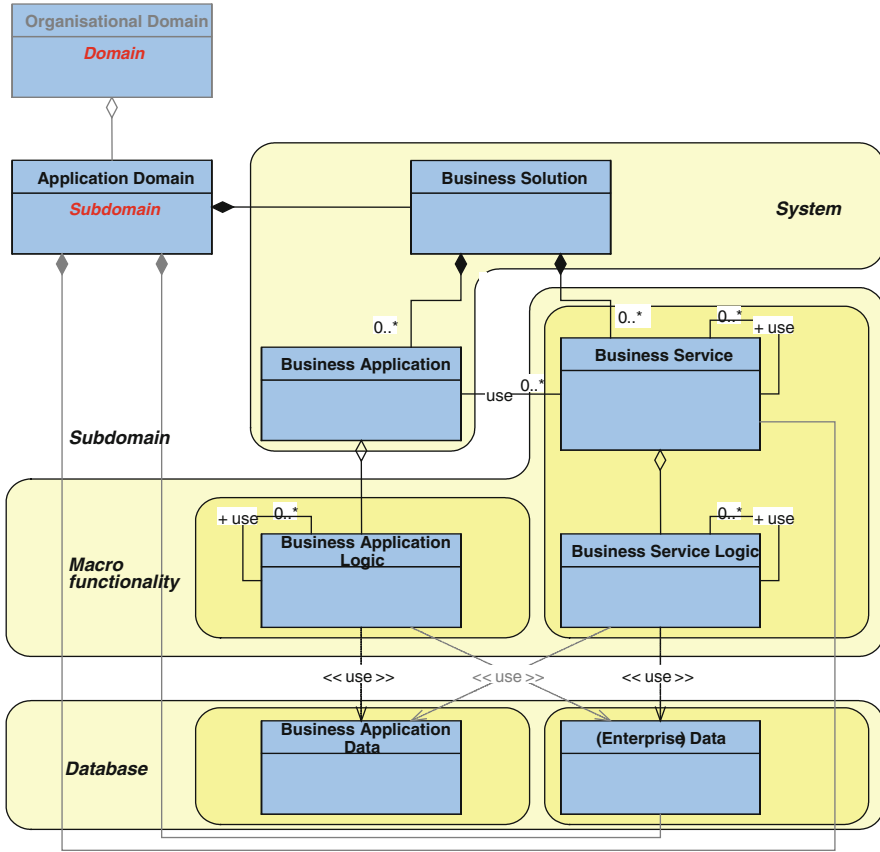 Organisational Domain
Domain
Application Domain
Subdomain
Business Solution
System
0..*
0..*
0..*
+ use
Business Application
use
0..*
Business Service
Subdomain
+ use
0..*
0..*
+ use
Business Application
Logic
Business Service Logic
Macro
functionality
<< use >>
<< use >>
<< use >>
Business Application
Data
(Enterprise) Data
Database